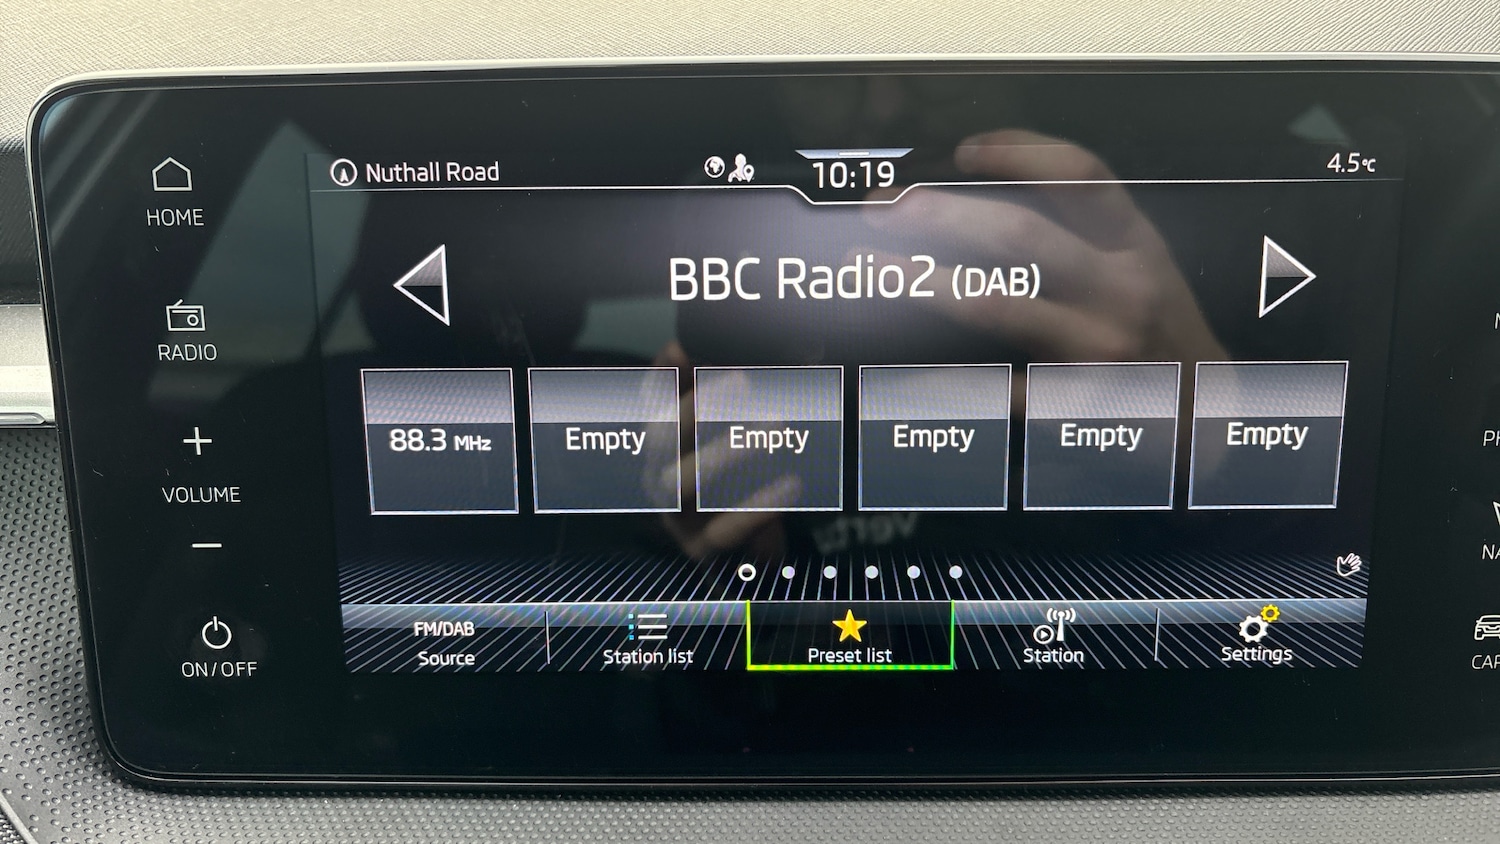 Nuthall Road
10:19
4.5°C
HOME
BBC Radio2 (DAB)
RADIO
88.3 MHz
Empty
Empty
Empty
Empty
Empty
VOLUME
FM/DAB
Source
Station list
Preset list
Station
Settings
ON/OFF